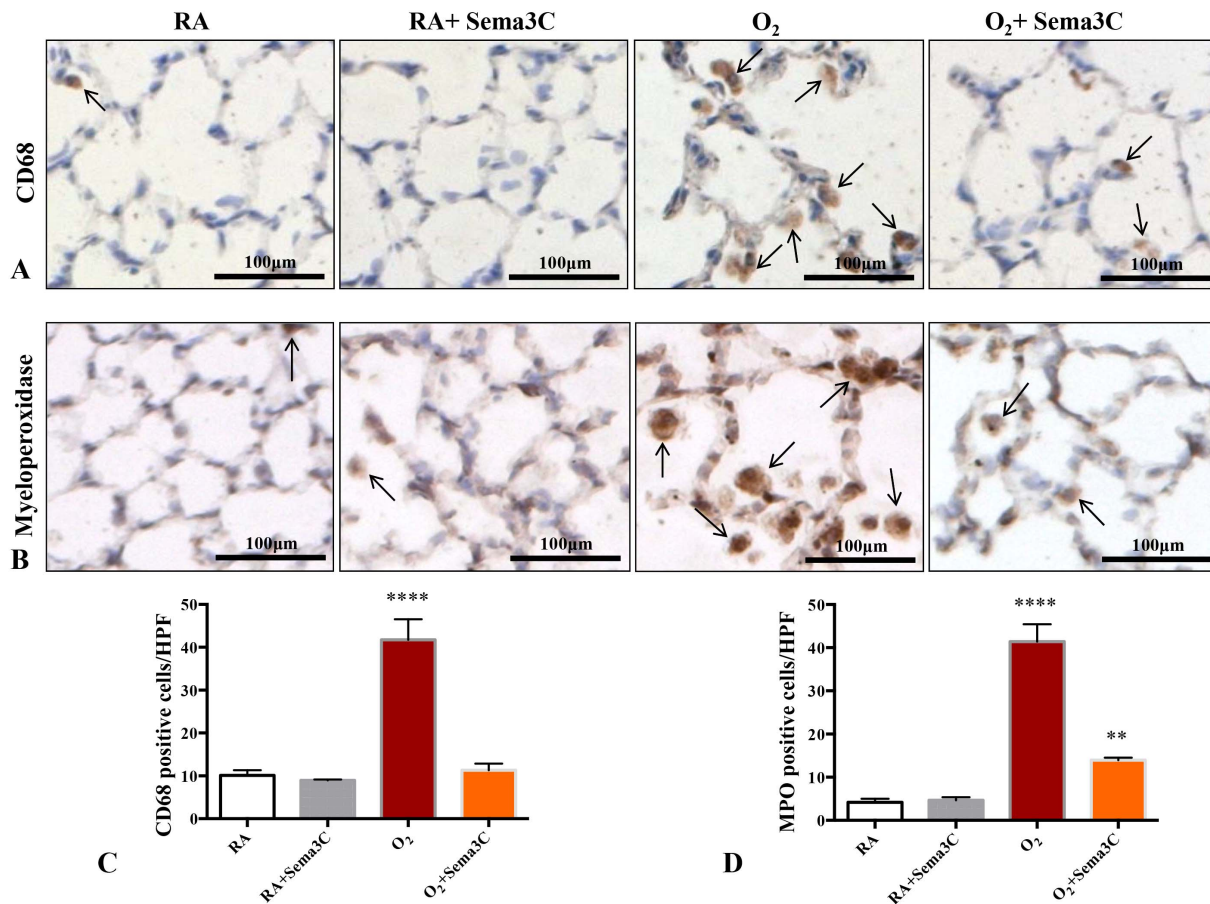 RA RA+ Sema3C O₂ O₂+ Sema3C
CD68
A
100µm 100µm 100µm 100µm
Myeloperoxidase
B
100µm 100µm 100µm 100µm
CD68 positive cells/HPF
50
40
30
20
10
0
****
RA RA+Sema3C O₂ O₂+Sema3C
C
MPO positive cells/HPF
50
40
30
20
10
0
****
**
RA RA+Sema3C O₂ O₂+Sema3C
D